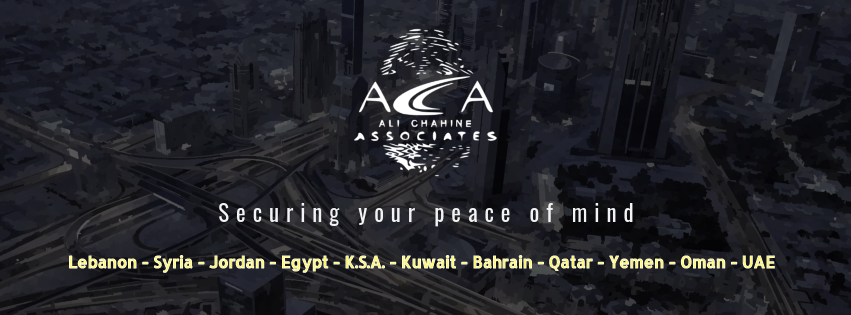 ACA
ALI CHAHINE
ASSOCIATES
Securing your peace of mind
Lebanon - Syria - Jordan - Egypt - K.S.A. - Kuwait - Bahrain - Qatar - Yemen - Oman - UAE